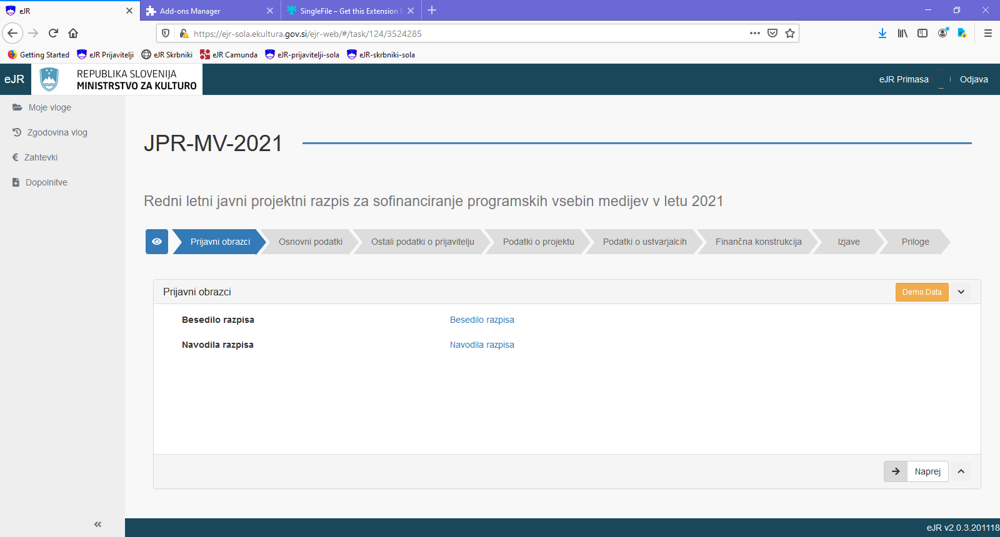 eJR
Add-ons Manager
SingleFile – Get this Extension f
https://ejr-sola.ekultura.gov.si/ejr-web/#/task/124/3524285
Getting Started eJR Prijavitelji eJR Skrbniki eJR Camunda eJR-prijavitelji-sola eJR-skrbniki-sola
eJR
REPUBLIKA SLOVENIJA
MINISTRSTVO ZA KULTURO
eJR Primasa
Odjava
Moje vloge
Zgodovina vlog
€ Zahtevki
Dopolnitve
JPR-MV-2021
Redni letni javni projektni razpis za sofinanciranje programskih vsebin medijev v letu 2021
Prijavni obrazci Osnovni podatki Ostali podatki o prijavitelju Podatki o projektu Podatki o ustvarjalcih Finančna konstrukcija Izjave Priloge
Prijavni obrazci
Demo Data
Besedilo razpisa Besedilo razpisa
Navodila razpisa Navodila razpisa
Naprej
eJR v2.0.3.201118